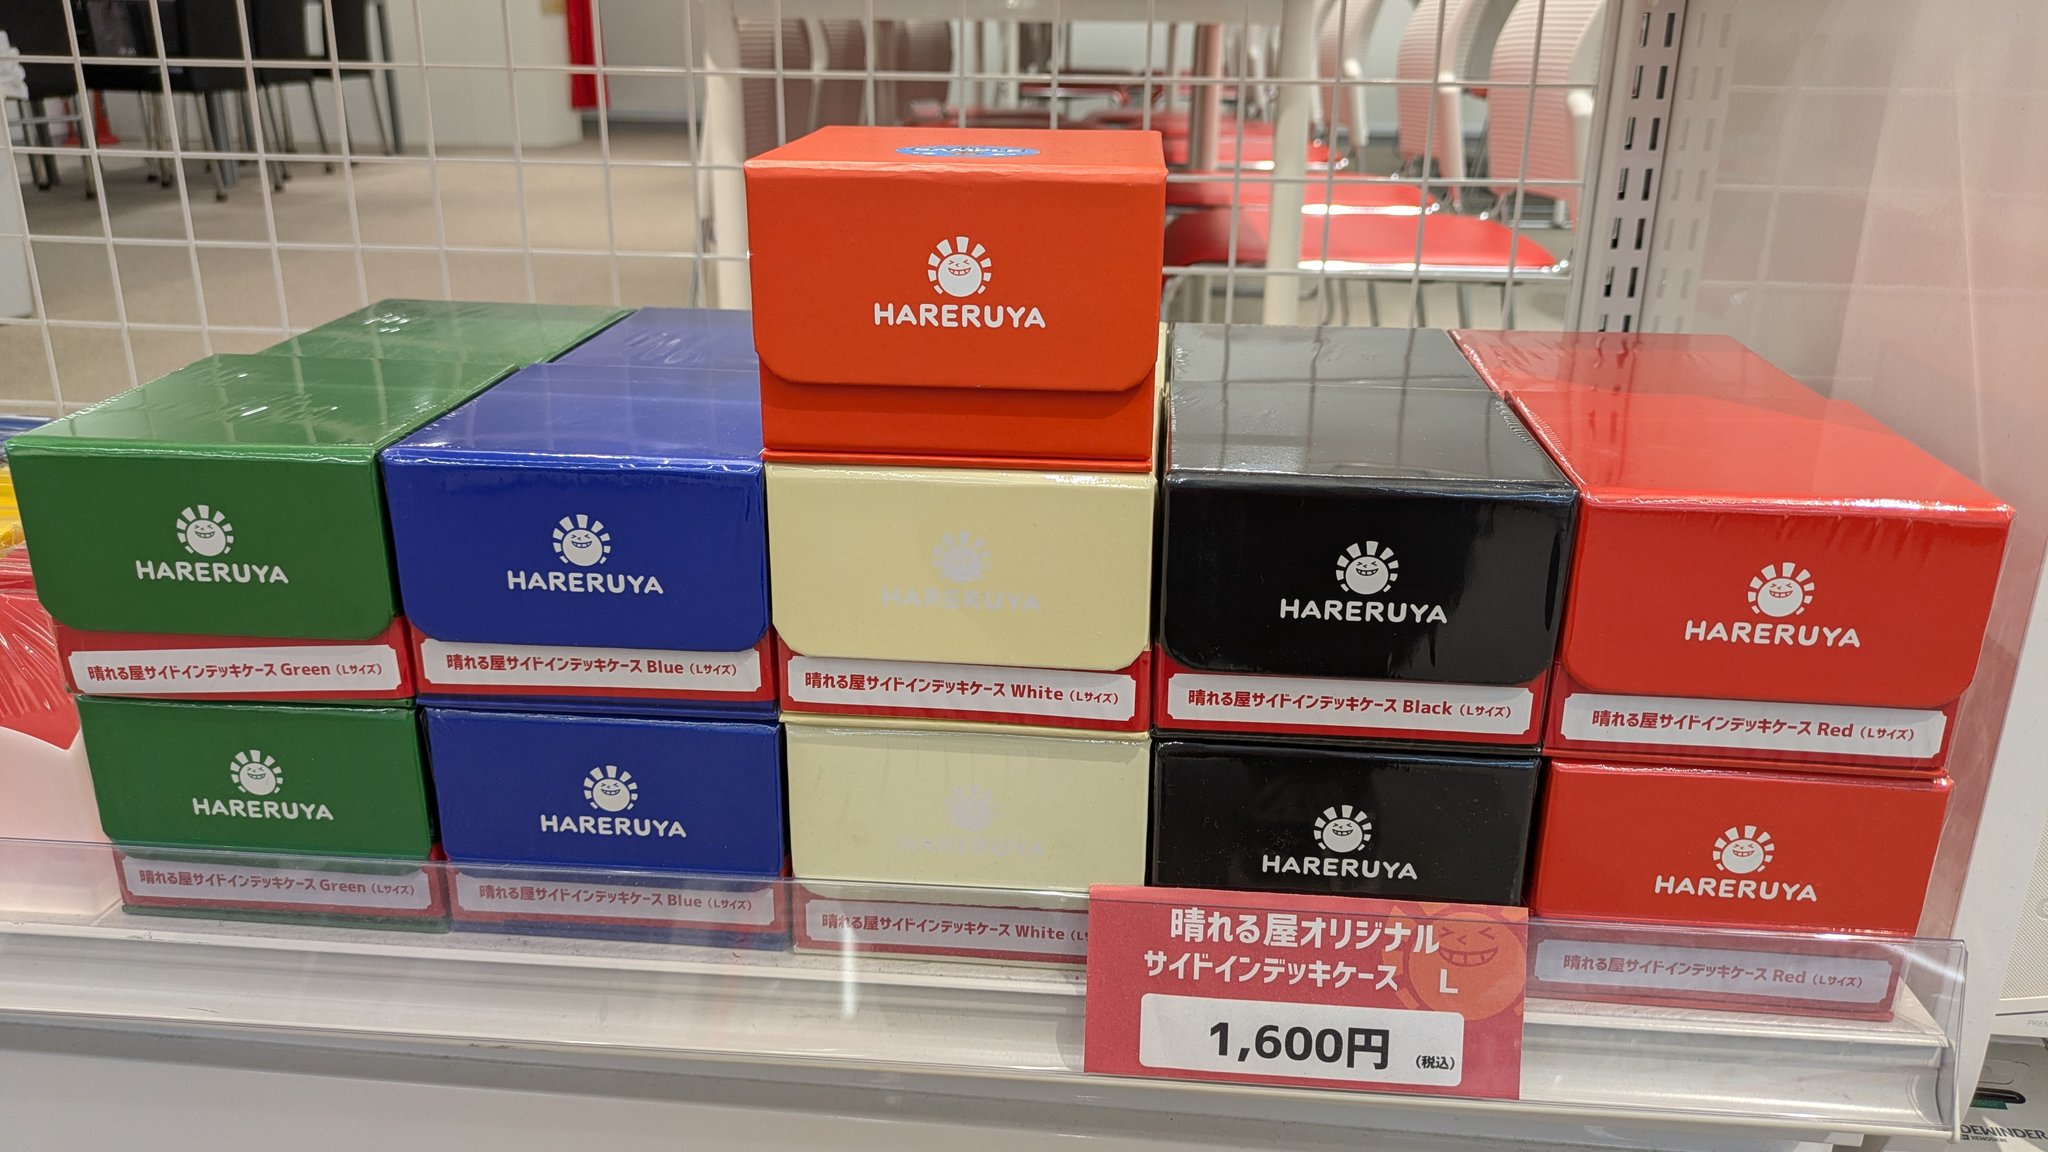 SAMPLE
HARERUYA
HARERUYA
HARERUYA
HARERUYA
HARERUYA
HARERUYA
晴れる屋サイドインデッキケース Green (Lサイズ)
晴れる屋サイドインデッキケース Blue (Lサイズ)
晴れる屋サイドインデッキケース White (Lサイズ)
晴れる屋サイドインデッキケース Black (Lサイズ)
晴れる屋サイドインデッキケース Red (Lサイズ)
HARERUYA
HARERUYA
HARERUYA
HARERUYA
HARERUYA
晴れる屋サイドインデッキケース Green (Lサイズ)
晴れる屋サイドインデッキケース Blue (Lサイズ)
晴れる屋サイドインデッキケース White (L
晴れる屋サイドインデッキケース Red (Lサイズ)
晴れる屋オリジナル
サイドインデッキケース L
1,600円 (税込)
DEWINDER